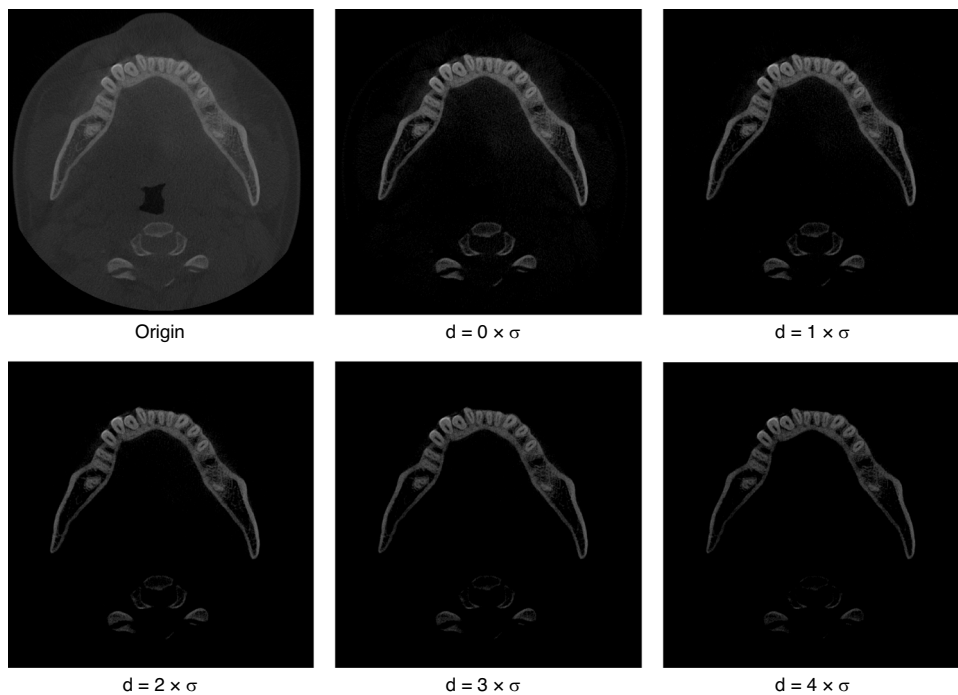 Origin
d = 0 × σ
d = 1 × σ
d = 2 × σ
d = 3 × σ
d = 4 × σ